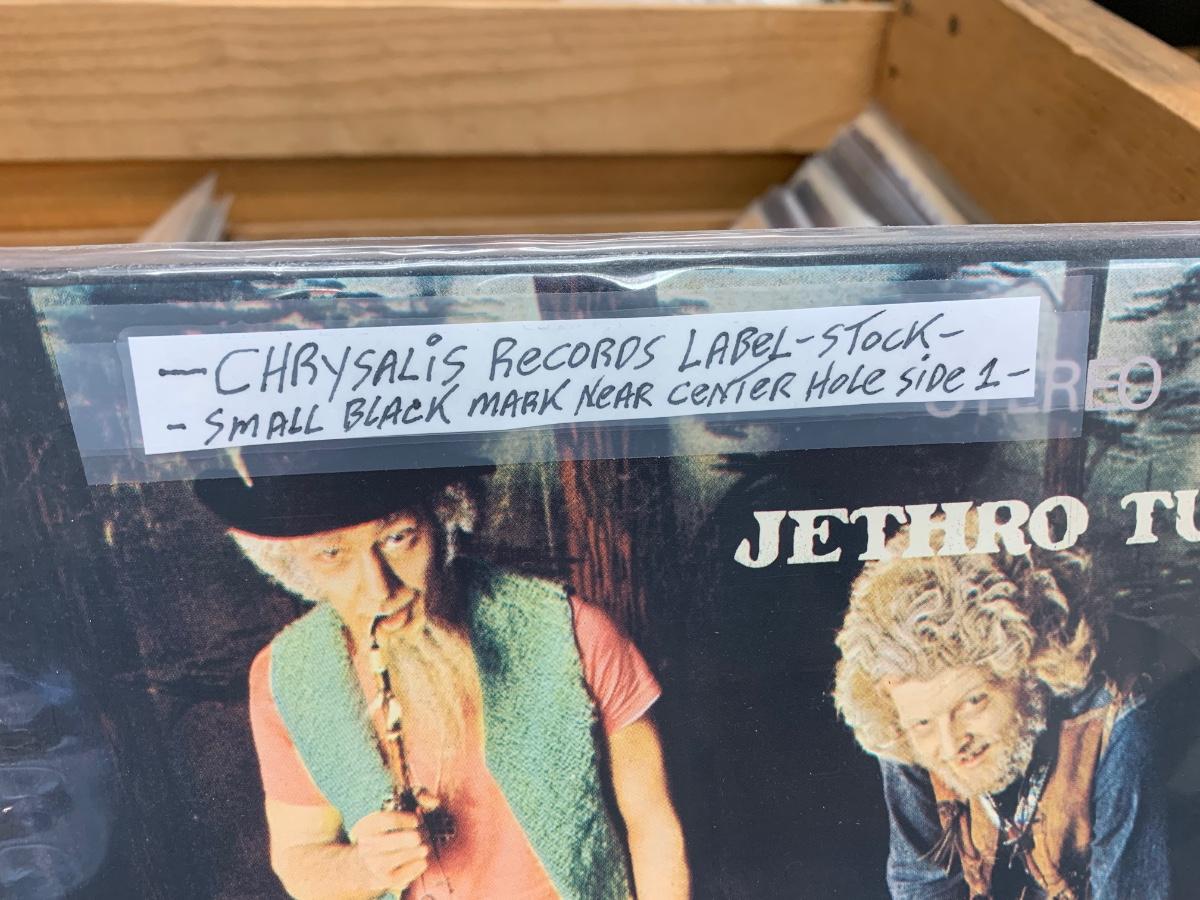 —CHRYSALiS ReCORDS LABeL-STOCK-
- SMALL BLACK MARK NeAR CeNTER HOLe SiDe 1-
STEREO
JETHRO TU